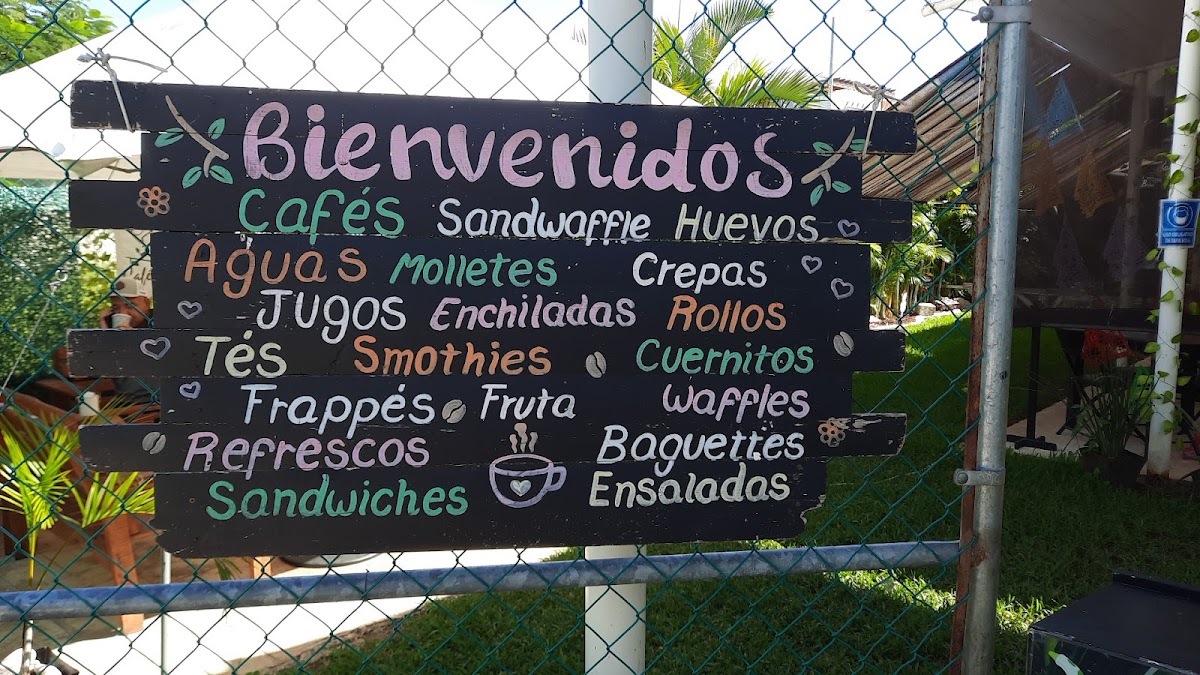 Bienvenidos
Cafés Sandwaffle Huevos
Aguas Molletes Crepas
Jugos Enchiladas Rollos
Tés Smothies Cuernitos
Frappés Fruta Waffles
Refrescos Baguettes
Sandwiches Ensaladas